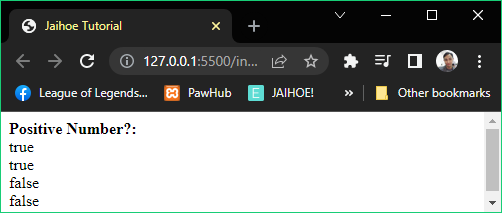 Jaihoe Tutorial
127.0.0.1:5500/in...
League of Legends...
PawHub
JAIHOE!
Other bookmarks
Positive Number?:
true
true
false
false